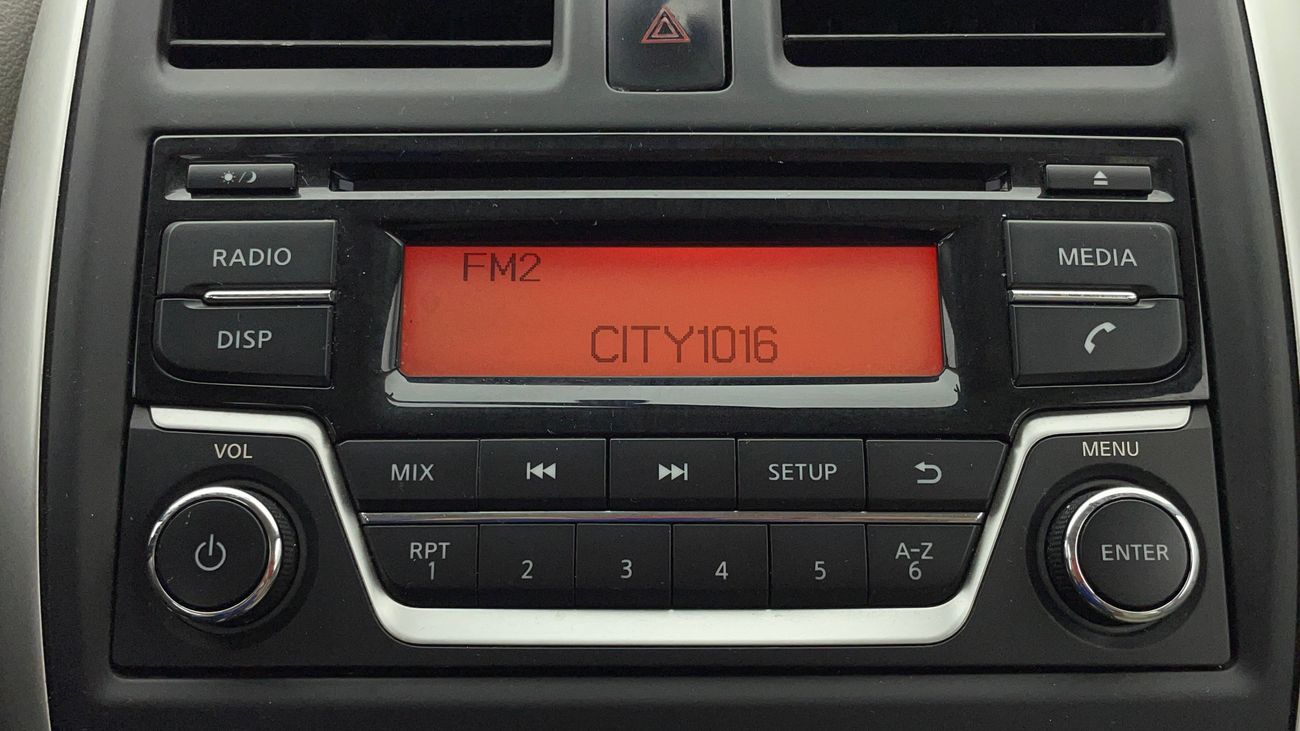 RADIO
MEDIA
FM2
DISP
CITY1016
VOL
MENU
MIX
SETUP
ENTER
RPT
A-Z
1
2
3
4
5
6